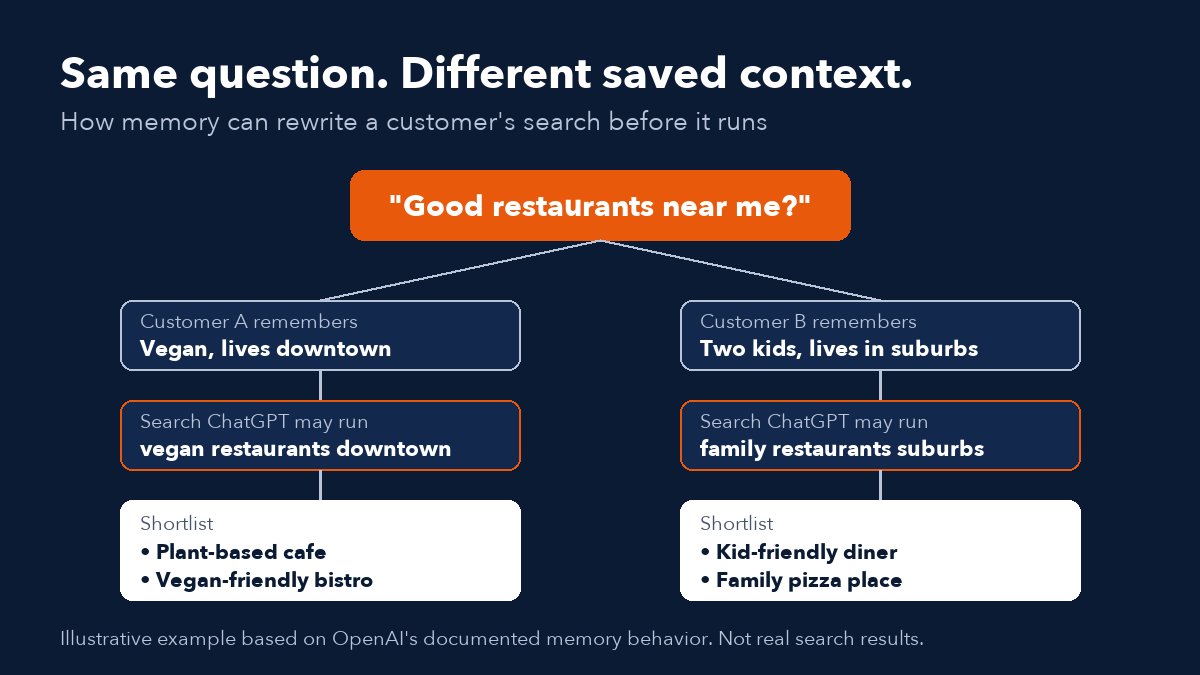 Same question. Different saved context.
How memory can rewrite a customer's search before it runs
"Good restaurants near me?"
Customer A remembers
Vegan, lives downtown
Search ChatGPT may run
vegan restaurants downtown
Shortlist
• Plant-based cafe
• Vegan-friendly bistro
Customer B remembers
Two kids, lives in suburbs
Search ChatGPT may run
family restaurants suburbs
Shortlist
• Kid-friendly diner
• Family pizza place
Illustrative example based on OpenAI's documented memory behavior. Not real search results.